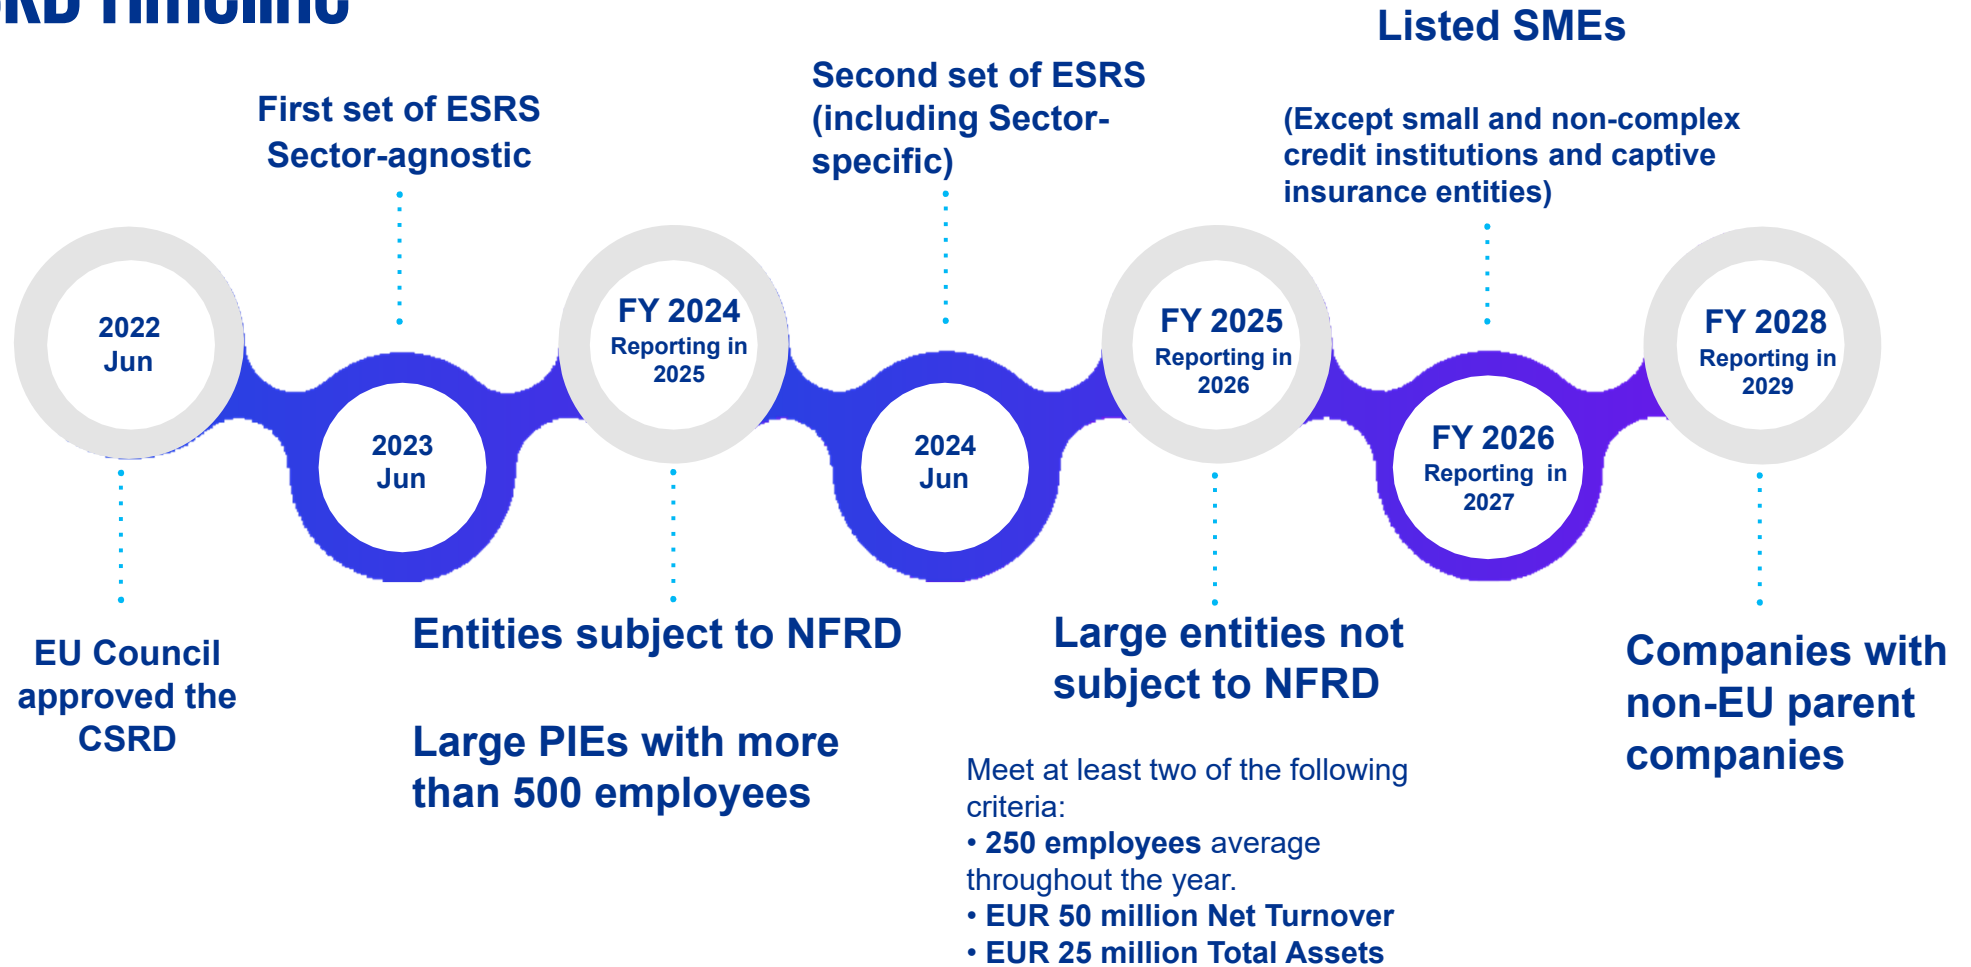 Timeline
First set of ESRS
Sector-agnostic
Second set of ESRS
(including Sector-
specific)
Listed SMEs
(Except small and non-complex
credit institutions and captive
insurance entities)
2022
Jun
2023
Jun
FY 2024
Reporting in
2025
2024
Jun
FY 2025
Reporting in
2026
FY 2026
Reporting in
2027
FY 2028
Reporting in
2029
EU Council
approved the
CSRD
Entities subject to NFRD
Large PIEs with more
than 500 employees
Large entities not
subject to NFRD
Meet at least two of the following
criteria:
• 250 employees average
throughout the year.
• EUR 50 million Net Turnover
• EUR 25 million Total Assets
Companies with
non-EU parent
companies